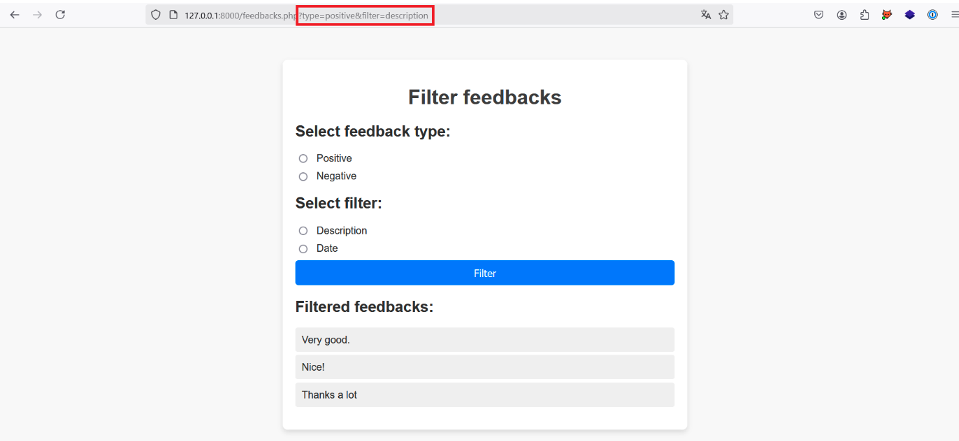 127.0.0.1:8000/feedbacks.php?type=positive&filter=description
Filter feedbacks
Select feedback type:
Positive
Negative
Select filter:
Description
Date
Filter
Filtered feedbacks:
Very good.
Nice!
Thanks a lot